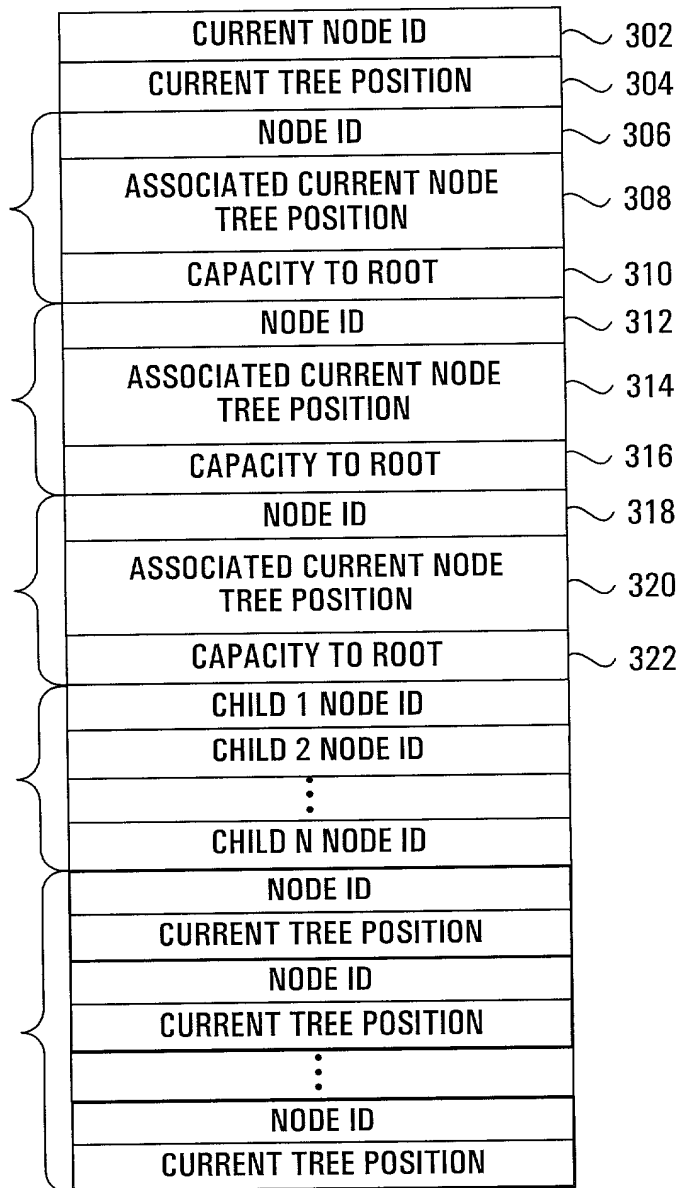 CURRENT NODE ID 302
CURRENT TREE POSITION 304
NODE ID 306
ASSOCIATED CURRENT NODE
TREE POSITION 308
CAPACITY TO ROOT 310
NODE ID 312
ASSOCIATED CURRENT NODE
TREE POSITION 314
CAPACITY TO ROOT 316
NODE ID 318
ASSOCIATED CURRENT NODE
TREE POSITION 320
CAPACITY TO ROOT 322
CHILD 1 NODE ID
CHILD 2 NODE ID
CHILD N NODE ID
NODE ID
CURRENT TREE POSITION
NODE ID
CURRENT TREE POSITION
NODE ID
CURRENT TREE POSITION